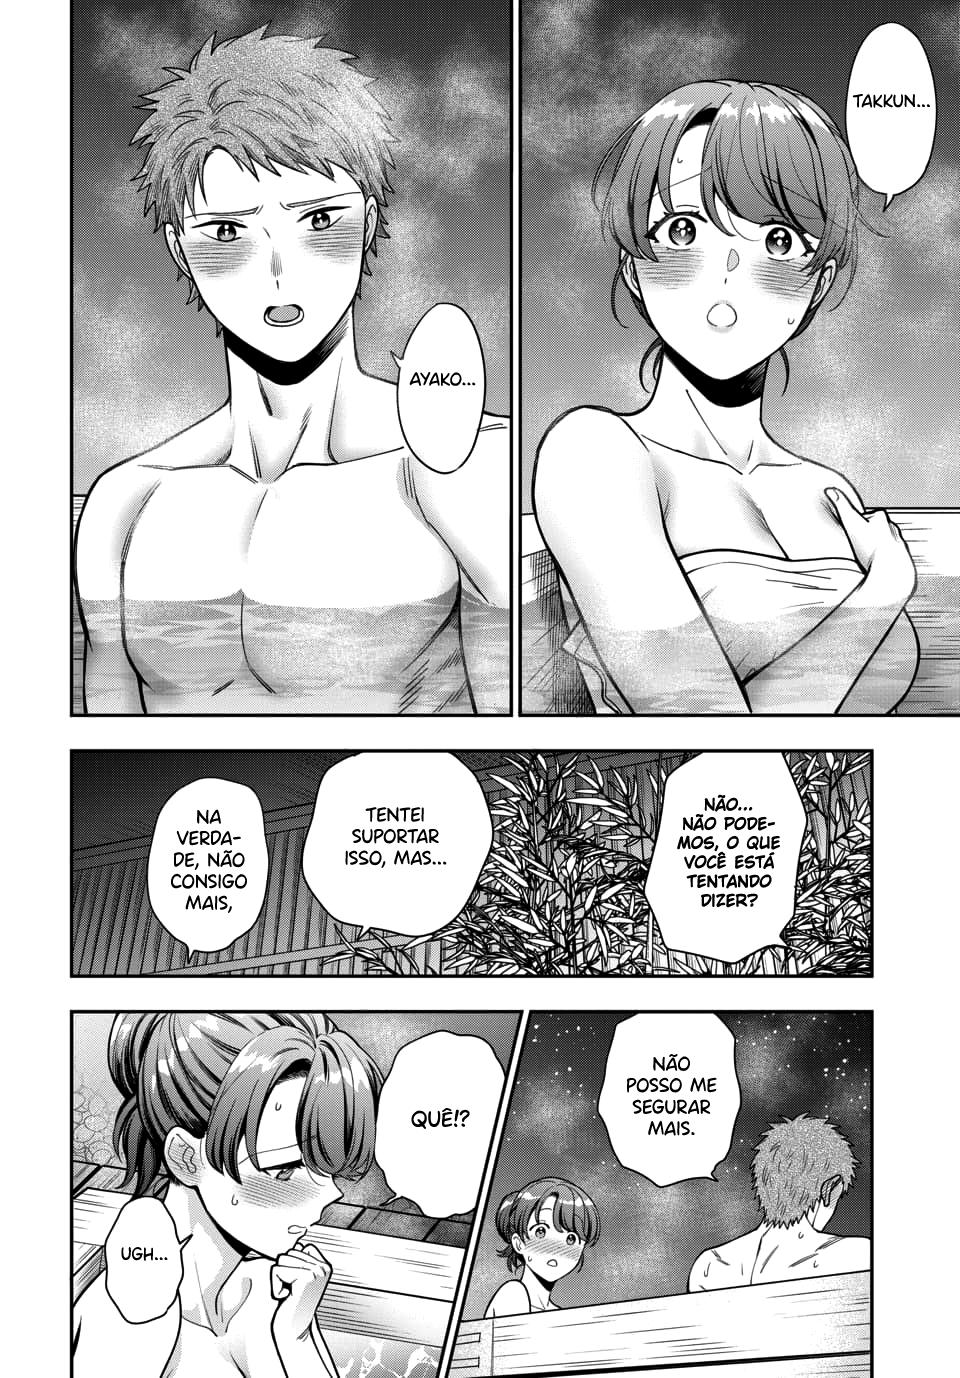 TAKKUN...
AYAKO...
NÃO...
NÃO PODE-
MOS, O QUE
VOCÊ ESTÁ
TENTANDO
DIZER?
TENTEI
SUPORTAR
ISSO, MAS...
NA
VERDA-
DE, NÃO
CONSIGO
MAIS,
NÃO
POSSO ME
SEGURAR
MAIS.
QUÊ!?
UGH...